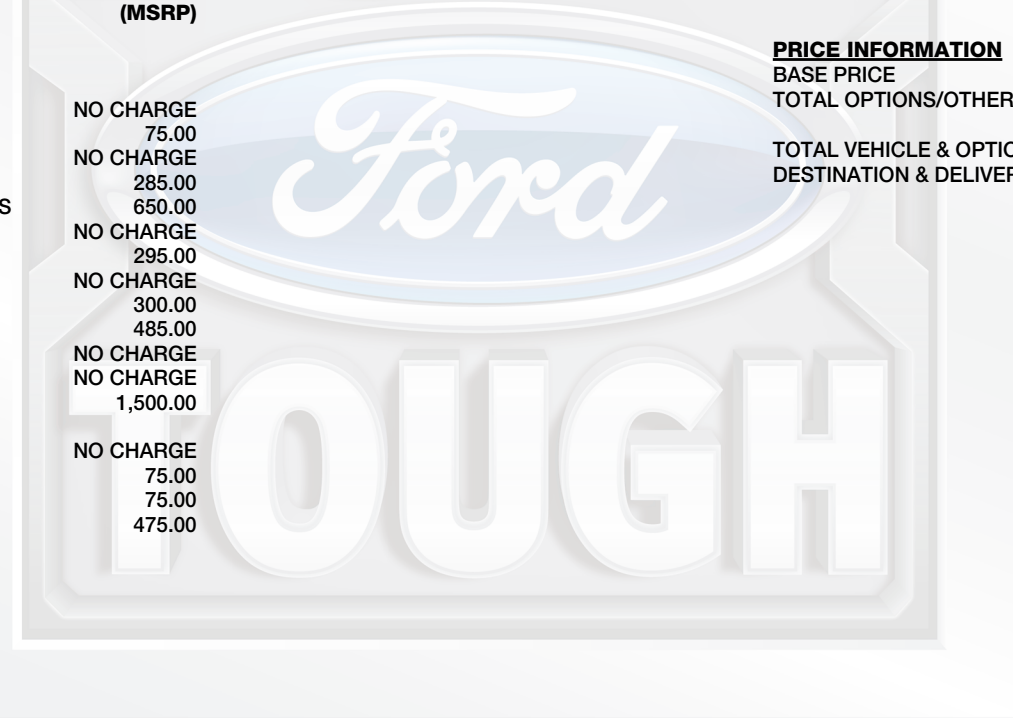 (MSRP)
NO CHARGE
75.00
NO CHARGE
285.00
S
650.00
NO CHARGE
295.00
NO CHARGE
300.00
485.00
NO CHARGE
NO CHARGE
1,500.00
NO CHARGE
75.00
75.00
475.00
PRICE INFORMATION
BASE PRICE
TOTAL OPTIONS/OTHER
TOTAL VEHICLE & OPTIO
DESTINATION & DELIVER
Ford
TOUGH